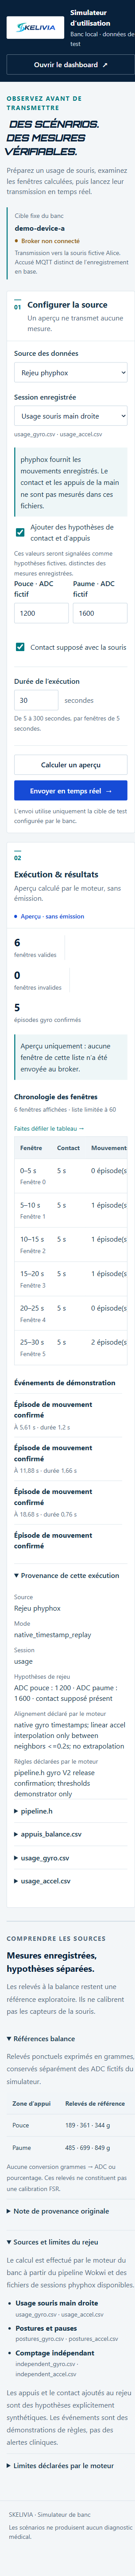 SKELIVIA
Simulateur
d'utilisation
Banc local · données de
test
Ouvrir le dashboard ↗
OBSERVEZ AVANT DE
TRANSMETTRE
DES SCÉNARIOS.
DES MESURES
VÉRIFIABLES.
Préparez un usage de souris, examinez
les fenêtres calculées, puis lancez leur
transmission en temps réel.
Cible fixe du banc
demo-device-a
Broker non connecté
Transmission vers la souris fictive Alice.
Accusé MQTT distinct de l'enregistrement
en base.
01
Configurer la source
Un aperçu ne transmet aucune
mesure.
Source des données
Rejeu phyphox
Session enregistrée
Usage souris main droite
usage_gyro.csv · usage_accel.csv
phyphox fournit les
mouvements enregistrés. Le
contact et les appuis de la main
ne sont pas mesurés dans ces
fichiers.
Ajouter des hypothèses de
contact et d'appuis
Ces valeurs seront signalées comme
hypothèses fictives, distinctes des
mesures enregistrées.
Pouce · ADC
fictif
Paume · ADC
fictif
1200
1600
Contact supposé avec la souris
Durée de l'exécution
30
secondes
De 5 à 300 secondes, par fenêtres de 5
secondes.
Calculer un aperçu
Envoyer en temps réel →
L'envoi utilise uniquement la cible de test
configurée par le banc.
02
Exécution & résultats
Aperçu calculé par le moteur, sans
émission.
Aperçu · sans émission
6
fenêtres valides
0
fenêtres invalides
5
épisodes gyro confirmés
Aperçu uniquement : aucune
fenêtre de cette liste n'a été
envoyée au broker.
Chronologie des fenêtres
6 fenêtres affichées · liste limitée à 60
Faites défiler le tableau →
Fenêtre Contact Mouvement
0–5 s 5 s 0 épisode(s)
Fenêtre 0
5–10 s 5 s 1 épisode(s)
Fenêtre 1
10–15 s 5 s 1 épisode(s)
Fenêtre 2
15–20 s 5 s 1 épisode(s)
Fenêtre 3
20–25 s 5 s 0 épisode(s)
Fenêtre 4
25–30 s 5 s 2 épisode(s)
Fenêtre 5
Événements de démonstration
Épisode de mouvement
confirmé
À 5,61 s · durée 1,2 s
Épisode de mouvement
confirmé
À 11,88 s · durée 1,66 s
Épisode de mouvement
confirmé
À 18,68 s · durée 0,76 s
Épisode de mouvement
confirmé
▼ Provenance de cette exécution
Source
Rejeu phyphox
Mode
native_timestamp_replay
Session
usage
Hypothèses de rejeu
ADC pouce : 1 200 · ADC paume :
1 600 · contact supposé présent
Alignement déclaré par le moteur
native gyro timestamps; linear accel
interpolation only between
neighbors <=0.2s; no extrapolation
Règles déclarées par le moteur
pipeline.h gyro V2 release
confirmation; thresholds
demonstrator only
▶ pipeline.h
▶ appuis_balance.csv
▶ usage_gyro.csv
▶ usage_accel.csv
COMPRENDRE LES SOURCES
Mesures enregistrées,
hypothèses séparées.
Les relevés à la balance restent une
référence exploratoire. Ils ne calibrent
pas les capteurs de la souris.
▼ Références balance
Relevés ponctuels exprimés en grammes,
conservés séparément des ADC fictifs du
simulateur.
Zone d'appui Relevés de référence
Pouce 189 · 361 · 344 g
Paume 485 · 699 · 849 g
Aucune conversion grammes → ADC ou
pourcentage. Ces relevés ne constituent pas
une calibration FSR.
▶ Note de provenance originale
▼ Sources et limites du rejeu
Le calcul est effectué par le moteur du
banc à partir du pipeline Wokwi et des
fichiers de sessions phyphox disponibles.
• Usage souris main droite
usage_gyro.csv · usage_accel.csv
• Postures et pauses
postures_gyro.csv · postures_accel.csv
• Comptage indépendant
independent_gyro.csv ·
independent_accel.csv
Les appuis et le contact ajoutés au rejeu
sont des hypothèses explicitement
synthétiques. Les événements sont des
démonstrations de règles, pas des
alertes cliniques.
▶ Limites déclarées par le moteur
SKELIVIA · Simulateur de banc
Les scénarios ne produisent aucun diagnostic
médical.